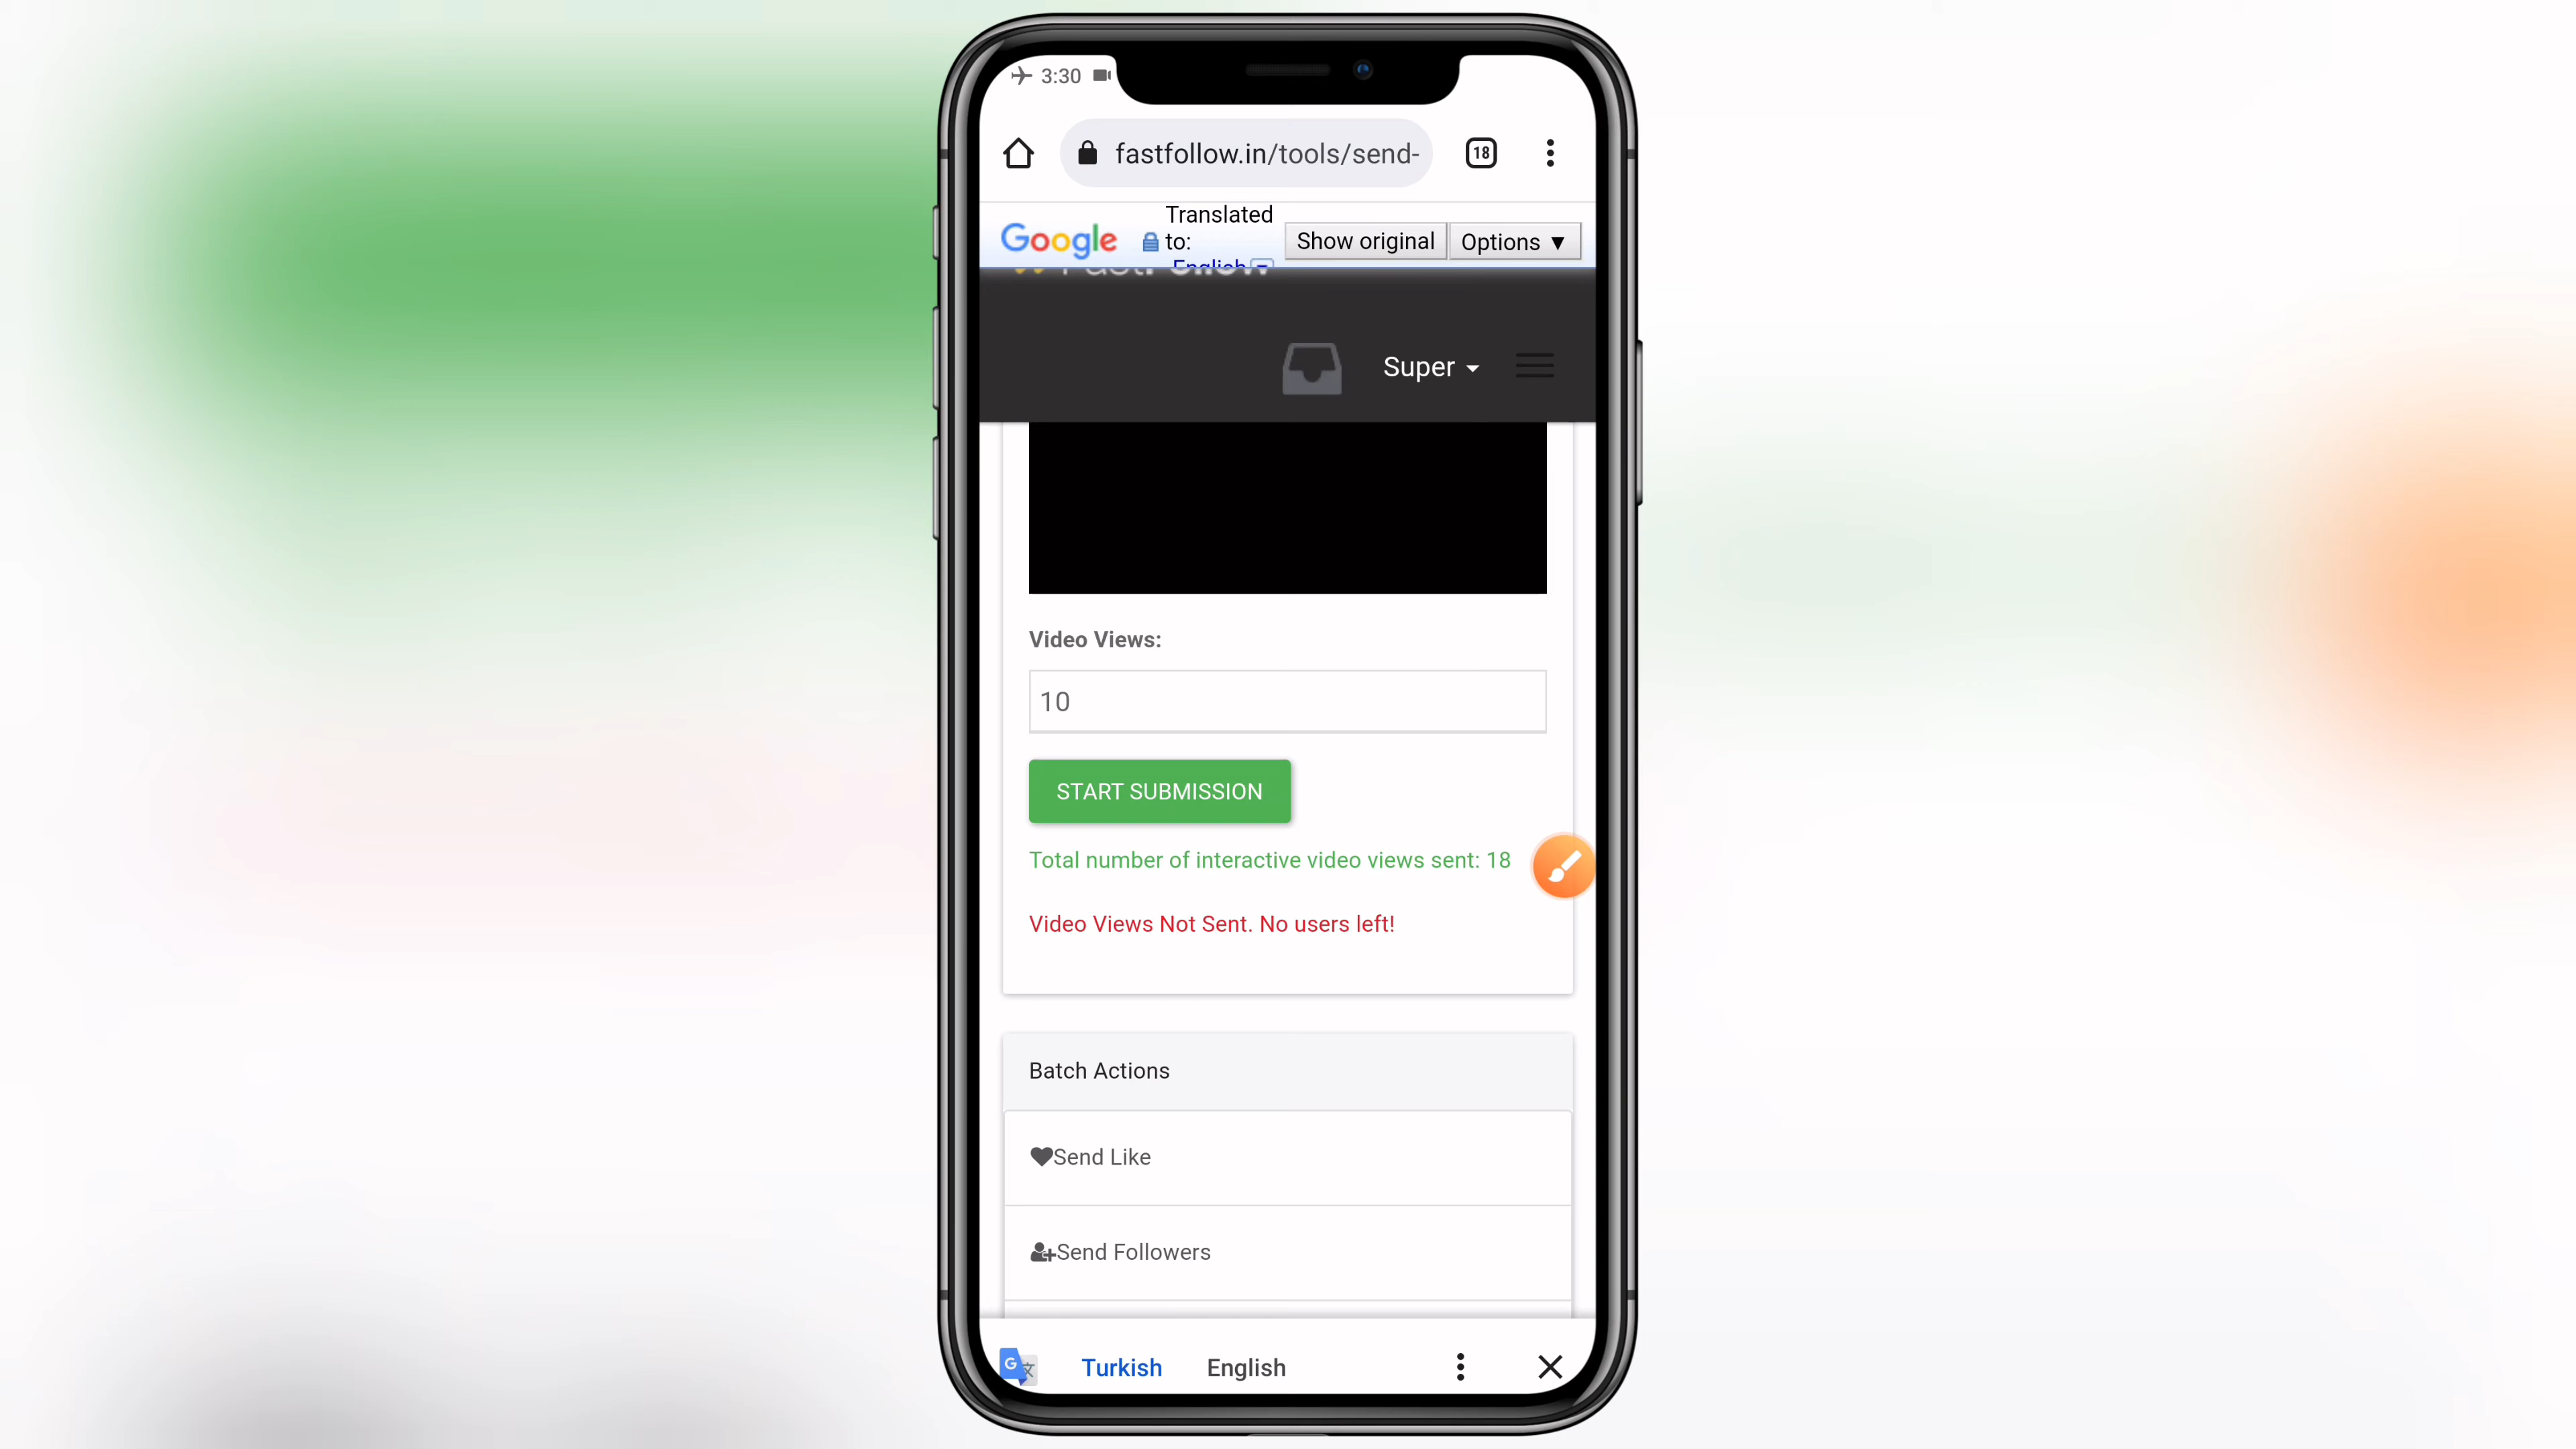 3:30
fastfollow.in/tools/send-
18
Google
Translated
to:
English
Show original
Options ▼
Super
Video Views:
10
START SUBMISSION
Total number of interactive video views sent: 18
Video Views Not Sent. No users left!
Batch Actions
Send Like
Send Followers
G
文
Turkish
English